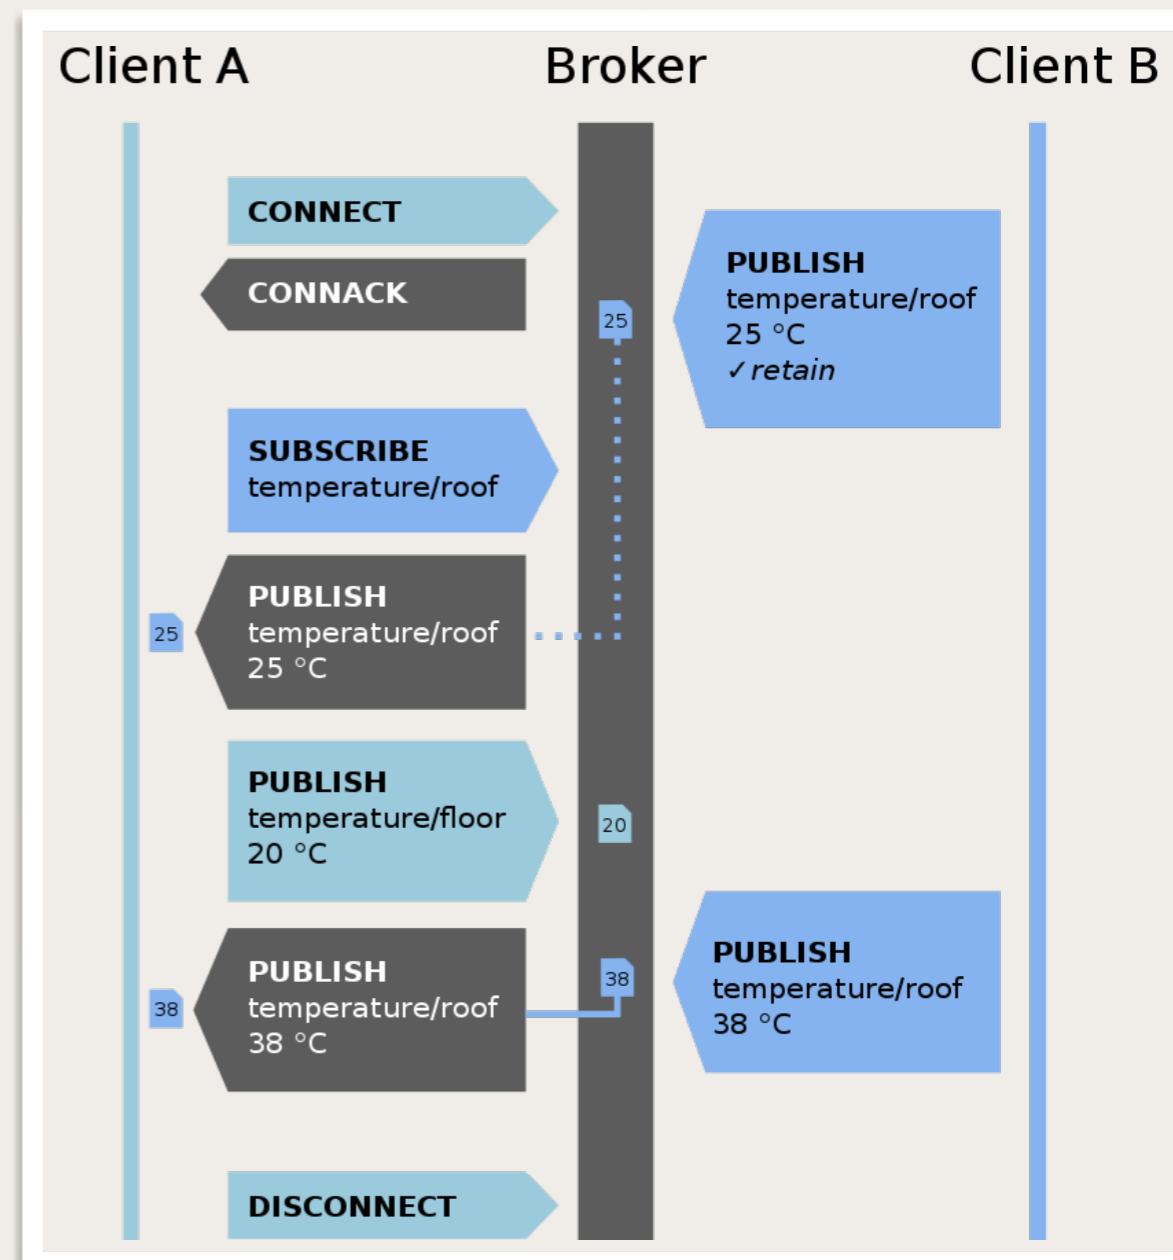 Client A
Broker
Client B
CONNECT
CONNACK
PUBLISH
temperature/roof
25 °C
✓retain
25
SUBSCRIBE
temperature/roof
PUBLISH
temperature/roof
25 °C
25
PUBLISH
temperature/floor
20 °C
20
PUBLISH
temperature/roof
38 °C
38
PUBLISH
temperature/roof
38 °C
38
DISCONNECT